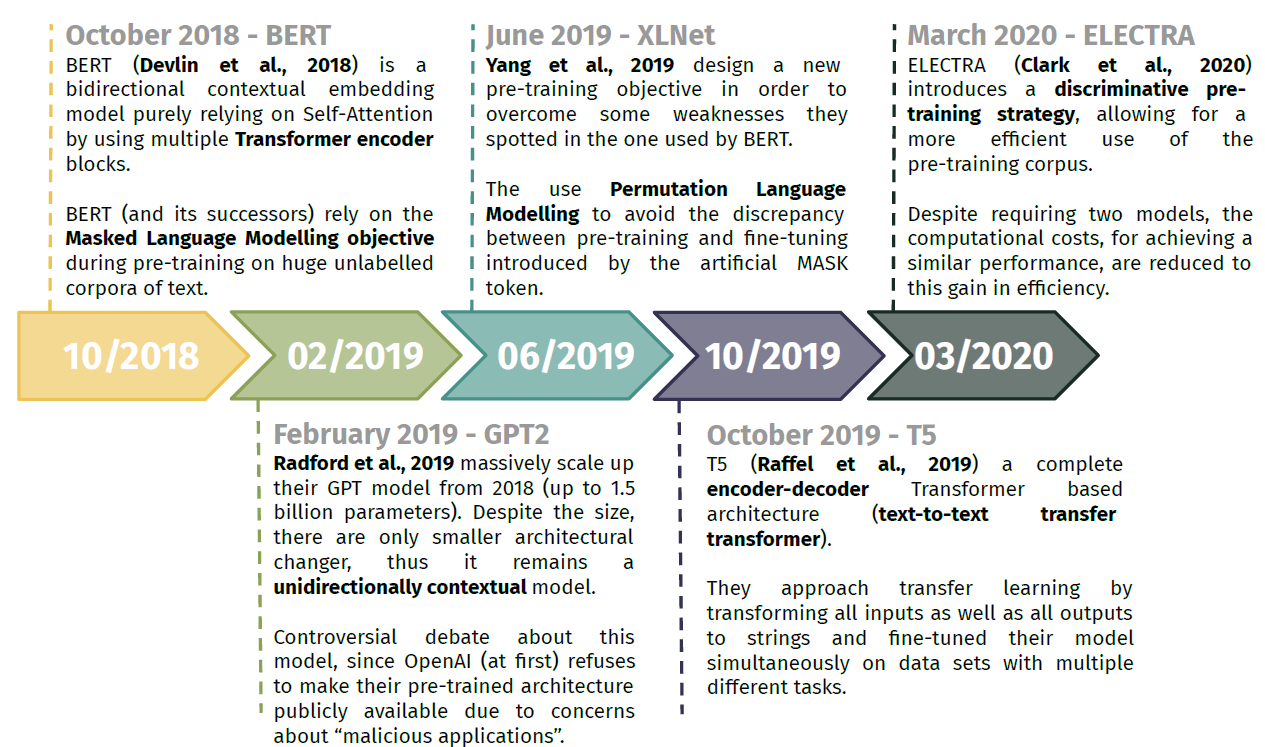 October 2018 - BERT
BERT (Devlin et al., 2018) is a
bidirectional contextual embedding
model purely relying on Self-Attention
by using multiple Transformer encoder
blocks.
BERT (and its successors) rely on the
Masked Language Modelling objective
during pre-training on huge unlabelled
corpora of text.
June 2019 - XLNet
Yang et al., 2019 design a new
pre-training objective in order to
overcome some weaknesses they
spotted in the one used by BERT.
The use Permutation Language
Modelling to avoid the discrepancy
between pre-training and fine-tuning
introduced by the artificial MASK
token.
March 2020 - ELECTRA
ELECTRA (Clark et al., 2020)
introduces a discriminative pre-
training strategy, allowing for a
more efficient use of the
pre-training corpus.
Despite requiring two models, the
computational costs, for achieving a
similar performance, are reduced to
this gain in efficiency.
10/2018
02/2019
06/2019
10/2019
03/2020
February 2019 - GPT2
Radford et al., 2019 massively scale up
their GPT model from 2018 (up to 1.5
billion parameters). Despite the size,
there are only smaller architectural
changer, thus it remains a
unidirectionally contextual model.
Controversial debate about this
model, since OpenAI (at first) refuses
to make their pre-trained architecture
publicly available due to concerns
about “malicious applications”.
October 2019 - T5
T5 (Raffel et al., 2019) a complete
encoder-decoder Transformer based
architecture (text-to-text transfer
transformer).
They approach transfer learning by
transforming all inputs as well as all outputs
to strings and fine-tuned their model
simultaneously on data sets with multiple
different tasks.